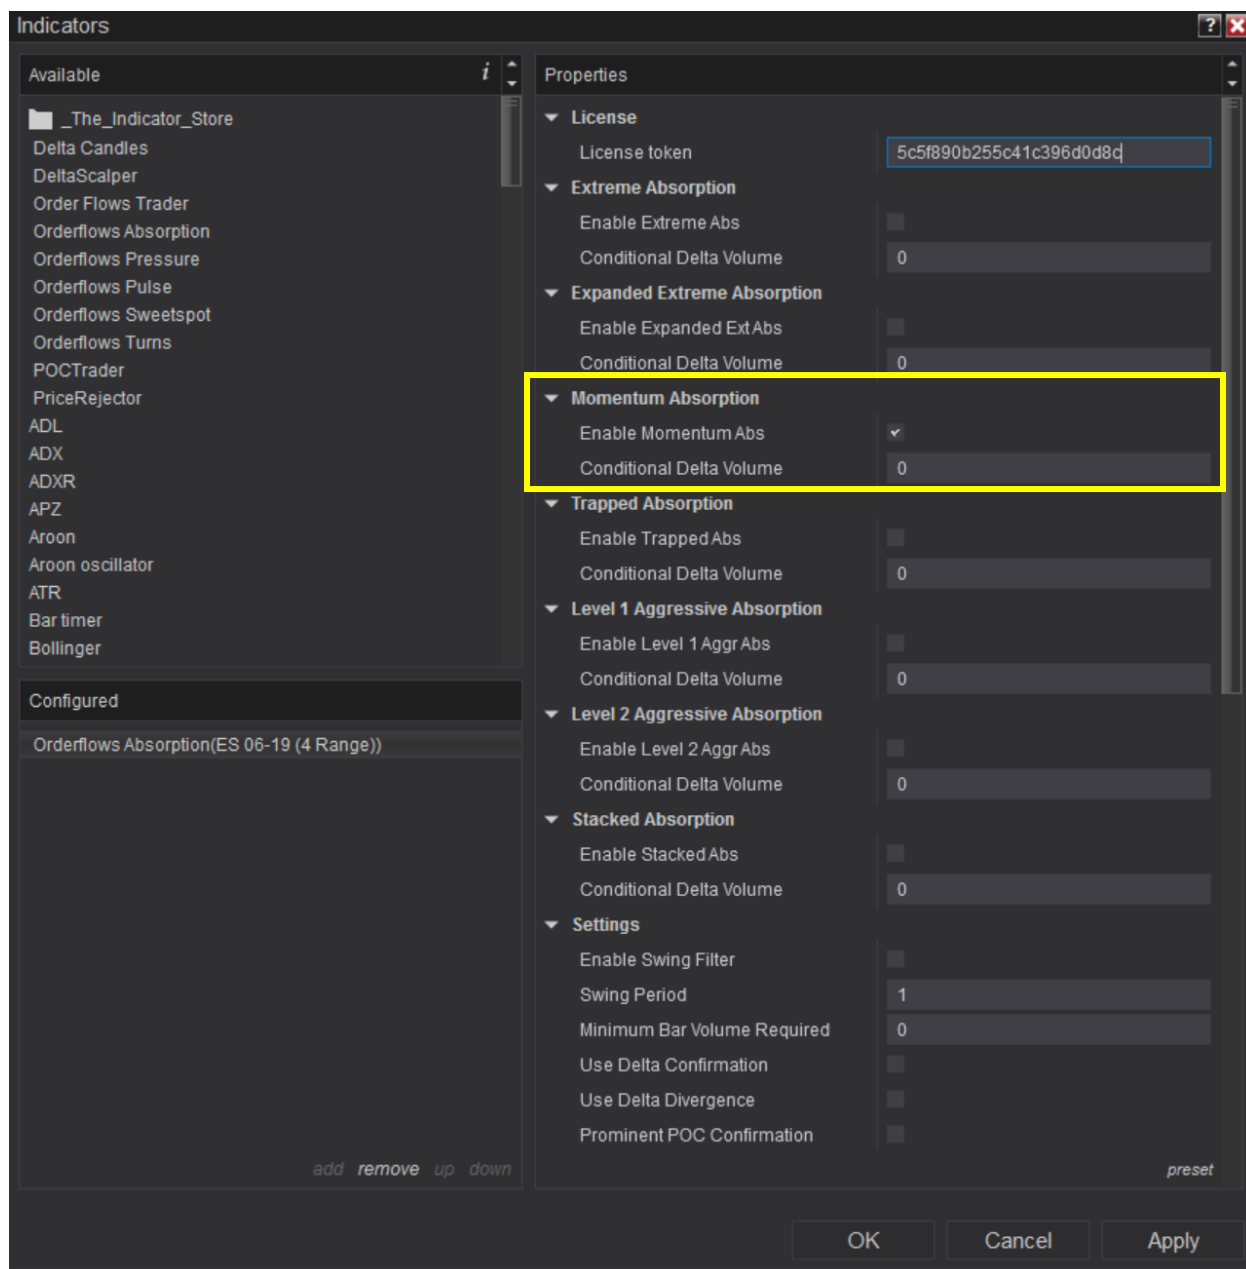 Indicators
Available
_The_Indicator_Store
Delta Candles
DeltaScalper
Order Flows Trader
Orderflows Absorption
Orderflows Pressure
Orderflows Pulse
Orderflows Sweetspot
Orderflows Turns
POCTrader
PriceRejector
ADL
ADX
ADXR
APZ
Aroon
Aroon oscillator
ATR
Bar timer
Bollinger
Configured
Orderflows Absorption(ES 06-19 (4 Range))
add remove up down
Properties
License
License token 5c5f890b255c41c396d0d8c
Extreme Absorption
Enable Extreme Abs
Conditional Delta Volume 0
Expanded Extreme Absorption
Enable Expanded Ext Abs
Conditional Delta Volume 0
Momentum Absorption
Enable Momentum Abs
Conditional Delta Volume 0
Trapped Absorption
Enable Trapped Abs
Conditional Delta Volume 0
Level 1 Aggressive Absorption
Enable Level 1 Aggr Abs
Conditional Delta Volume 0
Level 2 Aggressive Absorption
Enable Level 2 Aggr Abs
Conditional Delta Volume 0
Stacked Absorption
Enable Stacked Abs
Conditional Delta Volume 0
Settings
Enable Swing Filter
Swing Period 1
Minimum Bar Volume Required 0
Use Delta Confirmation
Use Delta Divergence
Prominent POC Confirmation
preset
OK Cancel Apply